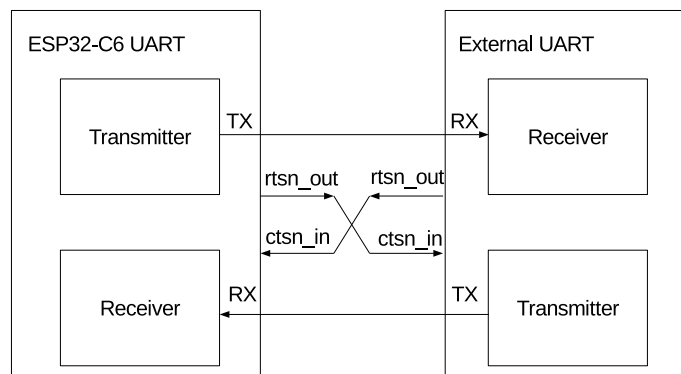 ESP32-C6 UART External UART
TX RX
Transmitter Receiver
rtsn_out rtsn_out
ctsn_in ctsn_in
RX TX
Receiver Transmitter